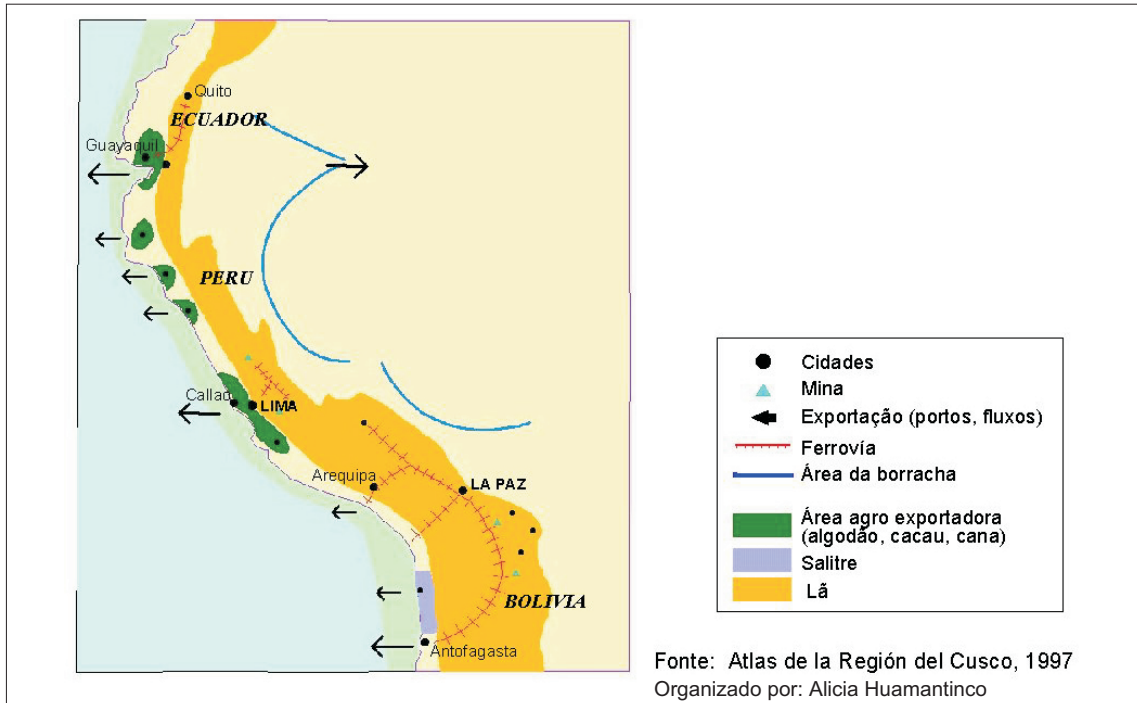 Quito
ECUADOR
Guayaquil
PERU
Callao
LIMA
Arequipa
LA PAZ
BOLIVIA
Antofagasta
Cidades
Mina
Exportação (portos, fluxos)
Ferrovía
Área da borracha
Área agro exportadora
(algodão, cacau, cana)
Salitre
Lã
Fonte: Atlas de la Región del Cusco, 1997
Organizado por: Alicia Huamantinco